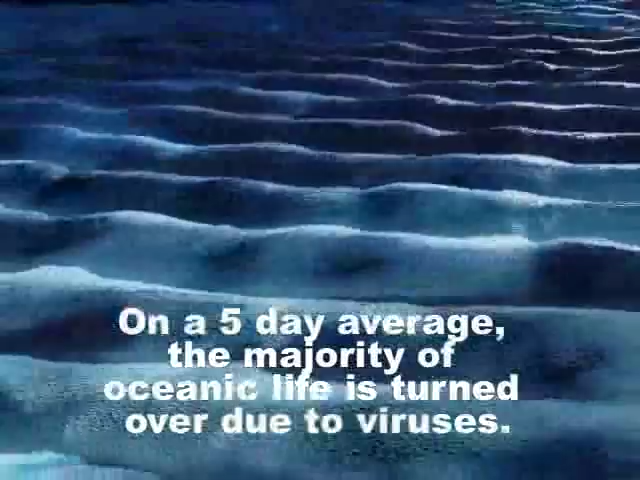 On a 5 day average,
the majority of
oceanic life is turned
over due to viruses.